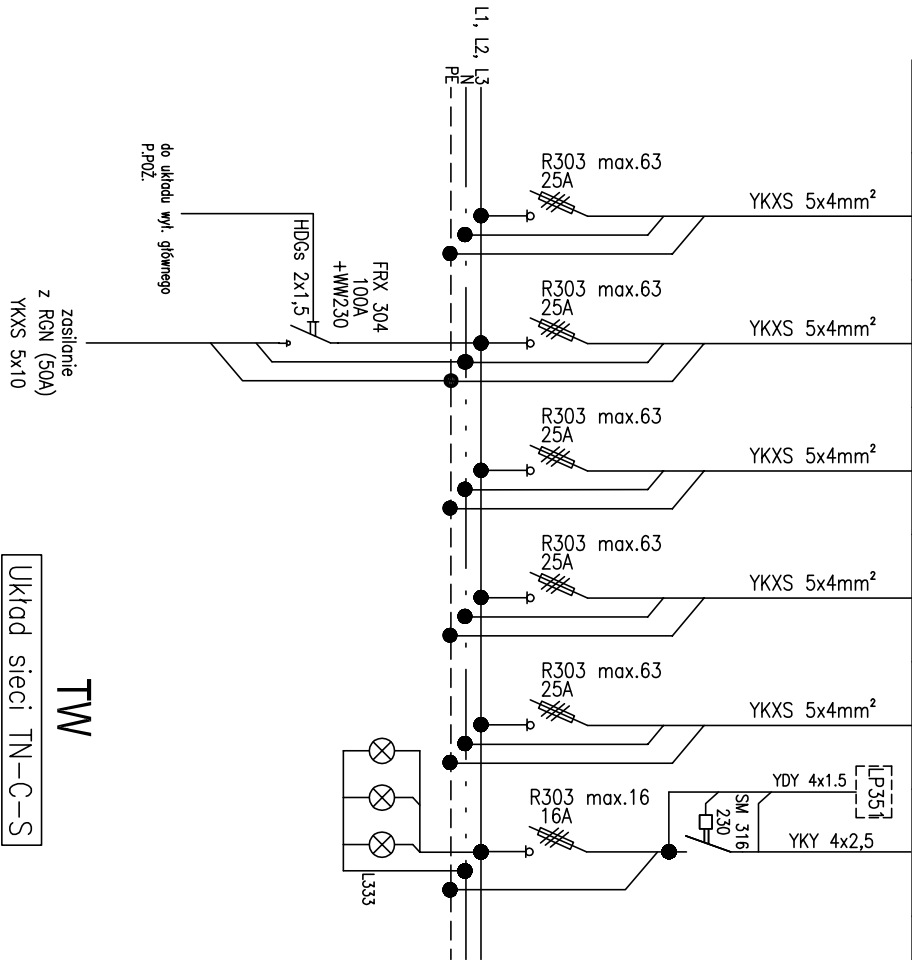 L1, L2, L3
N
PE
R303 max.63
25A
YKXS 5x4mm²
R303 max.63
25A
YKXS 5x4mm²
R303 max.63
25A
YKXS 5x4mm²
R303 max.63
25A
YKXS 5x4mm²
R303 max.63
25A
YKXS 5x4mm²
R303 max.16
16A
YDY 4x1.5
LP351
SM 316
230
YKY 4x2,5
L333
do układu wył. głównego
P.POŻ.
HDGs 2x1,5
FRX 304
100A
+WW230
zasilanie
z RGN (50A)
YKXS 5x10
TW
Układ sieci TN-C-S